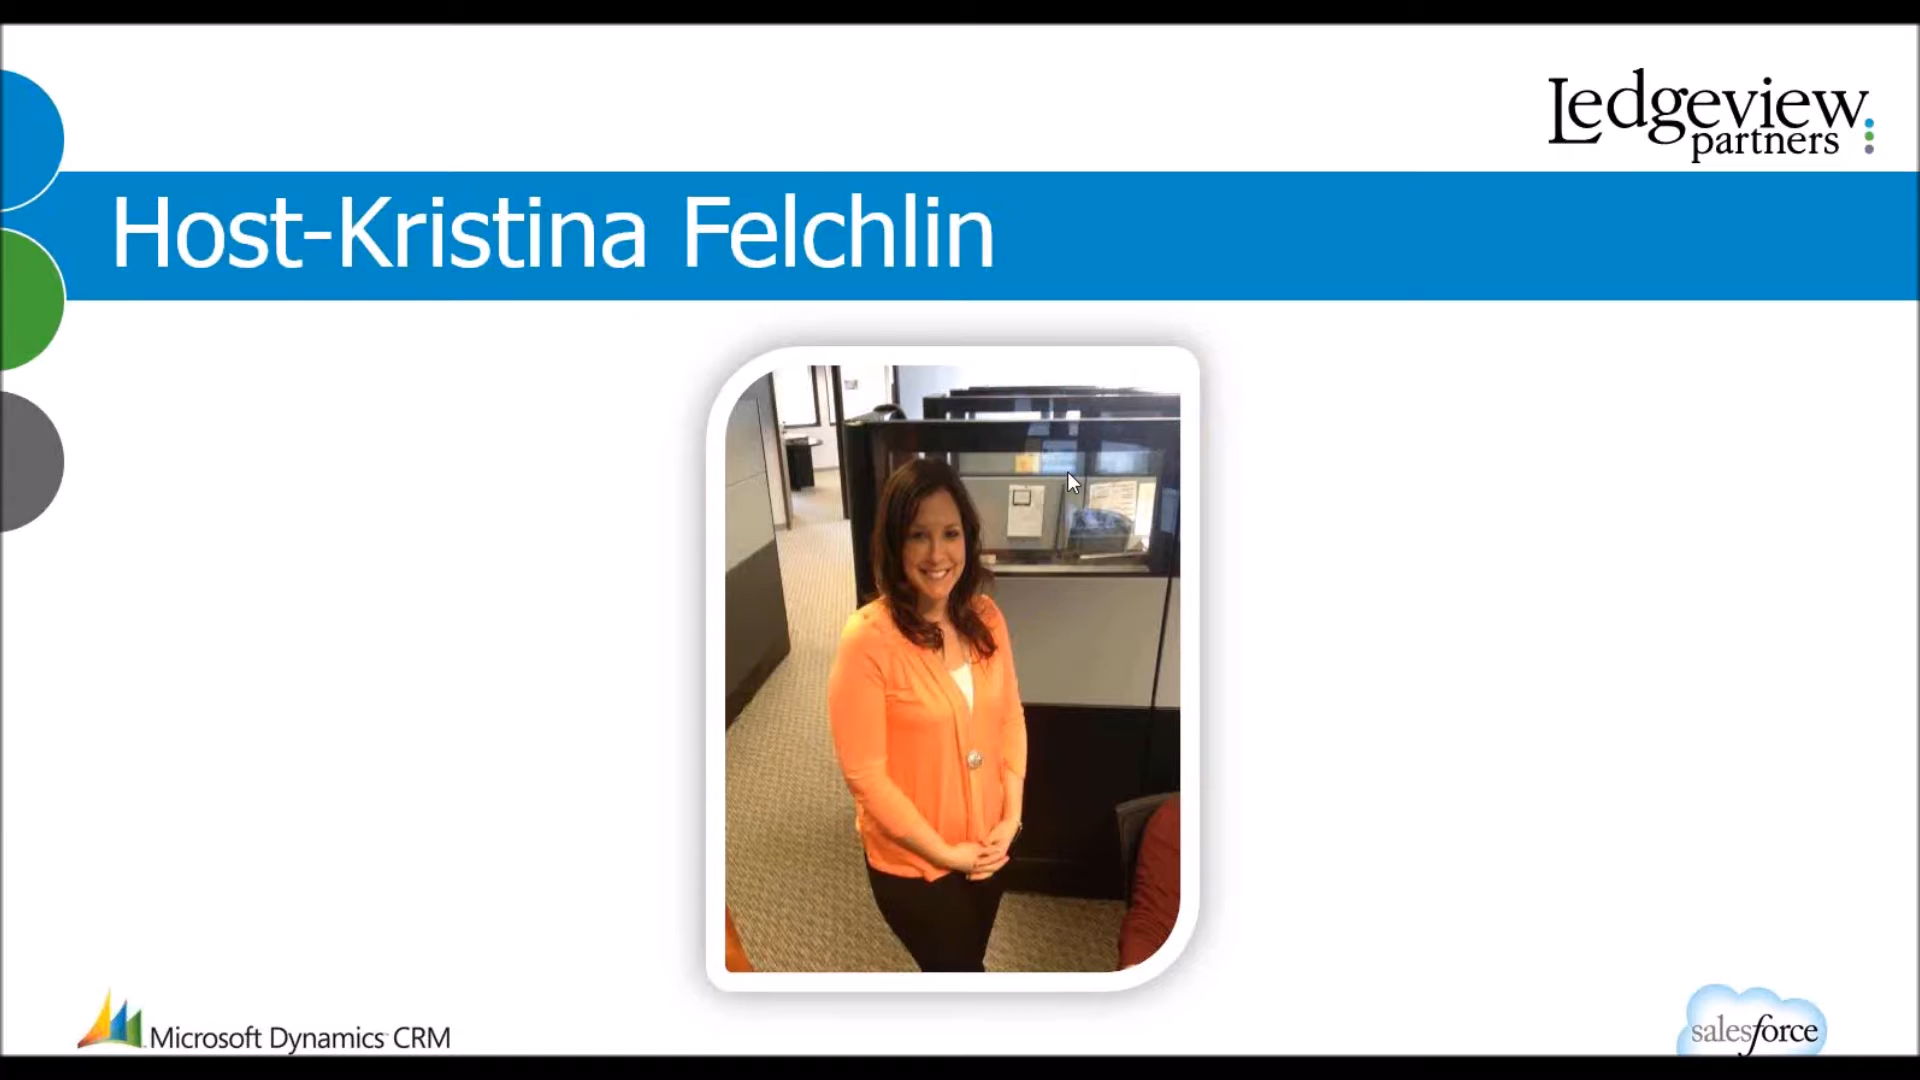 Ledgeview
partners
Host-Kristina Felchlin
Microsoft Dynamics CRM
salesforce